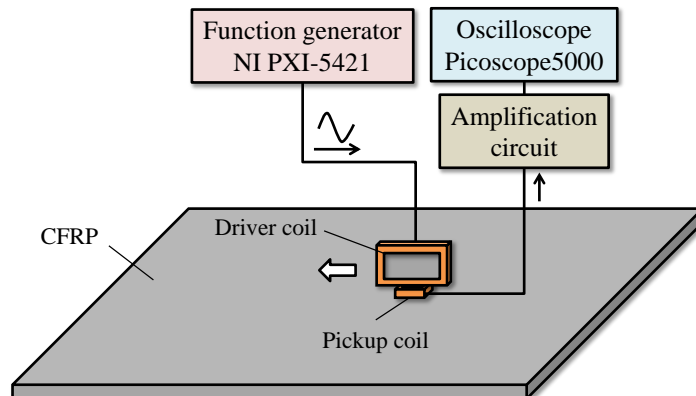 Function generator
NI PXI-5421
Oscilloscope
Picoscope5000
Amplification
circuit
CFRP
Driver coil
Pickup coil